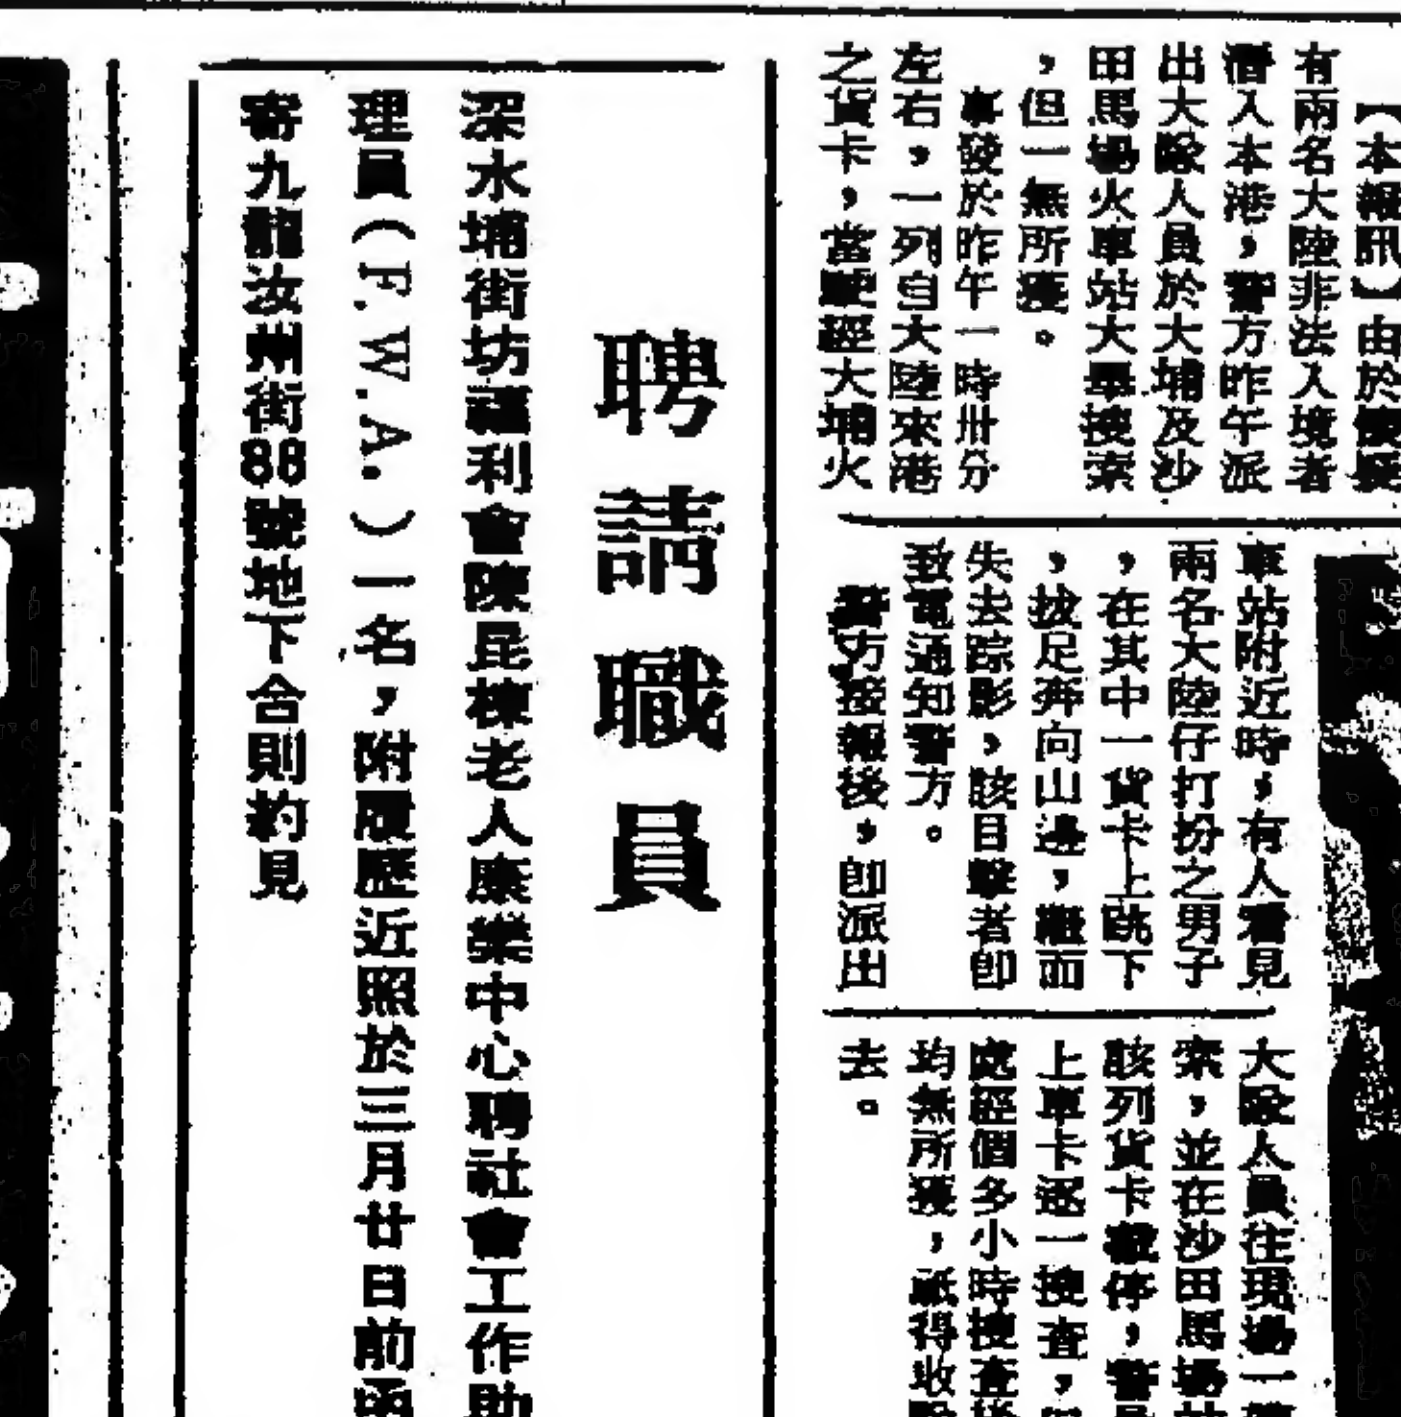 【本報訊】由於懷疑
有兩名大陸非法入境者
潛入本港，警方昨午派
出大隊人員於大埔及沙
田馬場火車站大舉搜索
，但一無所獲。
事發於昨午一時卅分
左右，一列自大陸來港
之貨卡，當駛經大埔火
車站附近時，有人看見
兩名大陸仔打扮之男子
，在其中一貨卡上跳下
，拔足奔向山邊，繼而
失去踪影，該目擊者即
致電通知警方。
警方接報後，即派出
大隊人員往現場一帶
索，並在沙田馬場站
該列貨卡截停，警員
上車卡逐一搜查，但
處經個多小時搜查後
均無所獲，祇得收隊
去。
聘請職員
深水埔街坊福利會陳昆棟老人康樂中心聘社會工作助
理員（F.W.A.）一名，附履歷近照於三月廿日前函
寄九龍汝州街88號地下合則約見